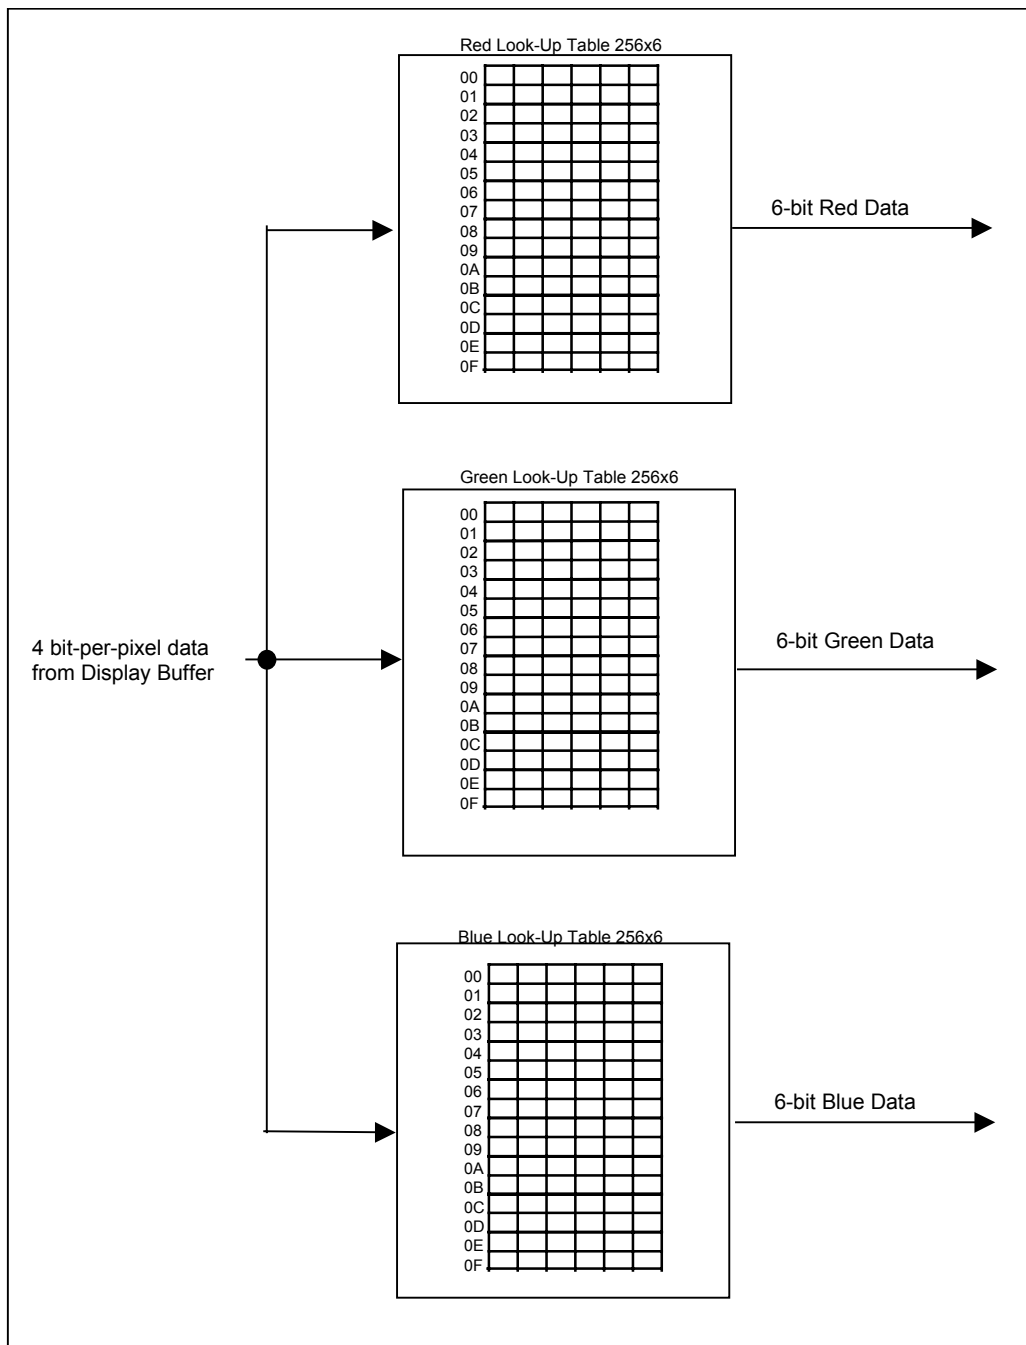 Red Look-Up Table 256x6
00
01
02
03
04
05
06
07
08
09
0A
0B
0C
0D
0E
0F
6-bit Red Data
Green Look-Up Table 256x6
00
01
02
03
04
05
06
07
08
09
0A
0B
0C
0D
0E
0F
4 bit-per-pixel data
from Display Buffer
6-bit Green Data
Blue Look-Up Table 256x6
00
01
02
03
04
05
06
07
08
09
0A
0B
0C
0D
0E
0F
6-bit Blue Data